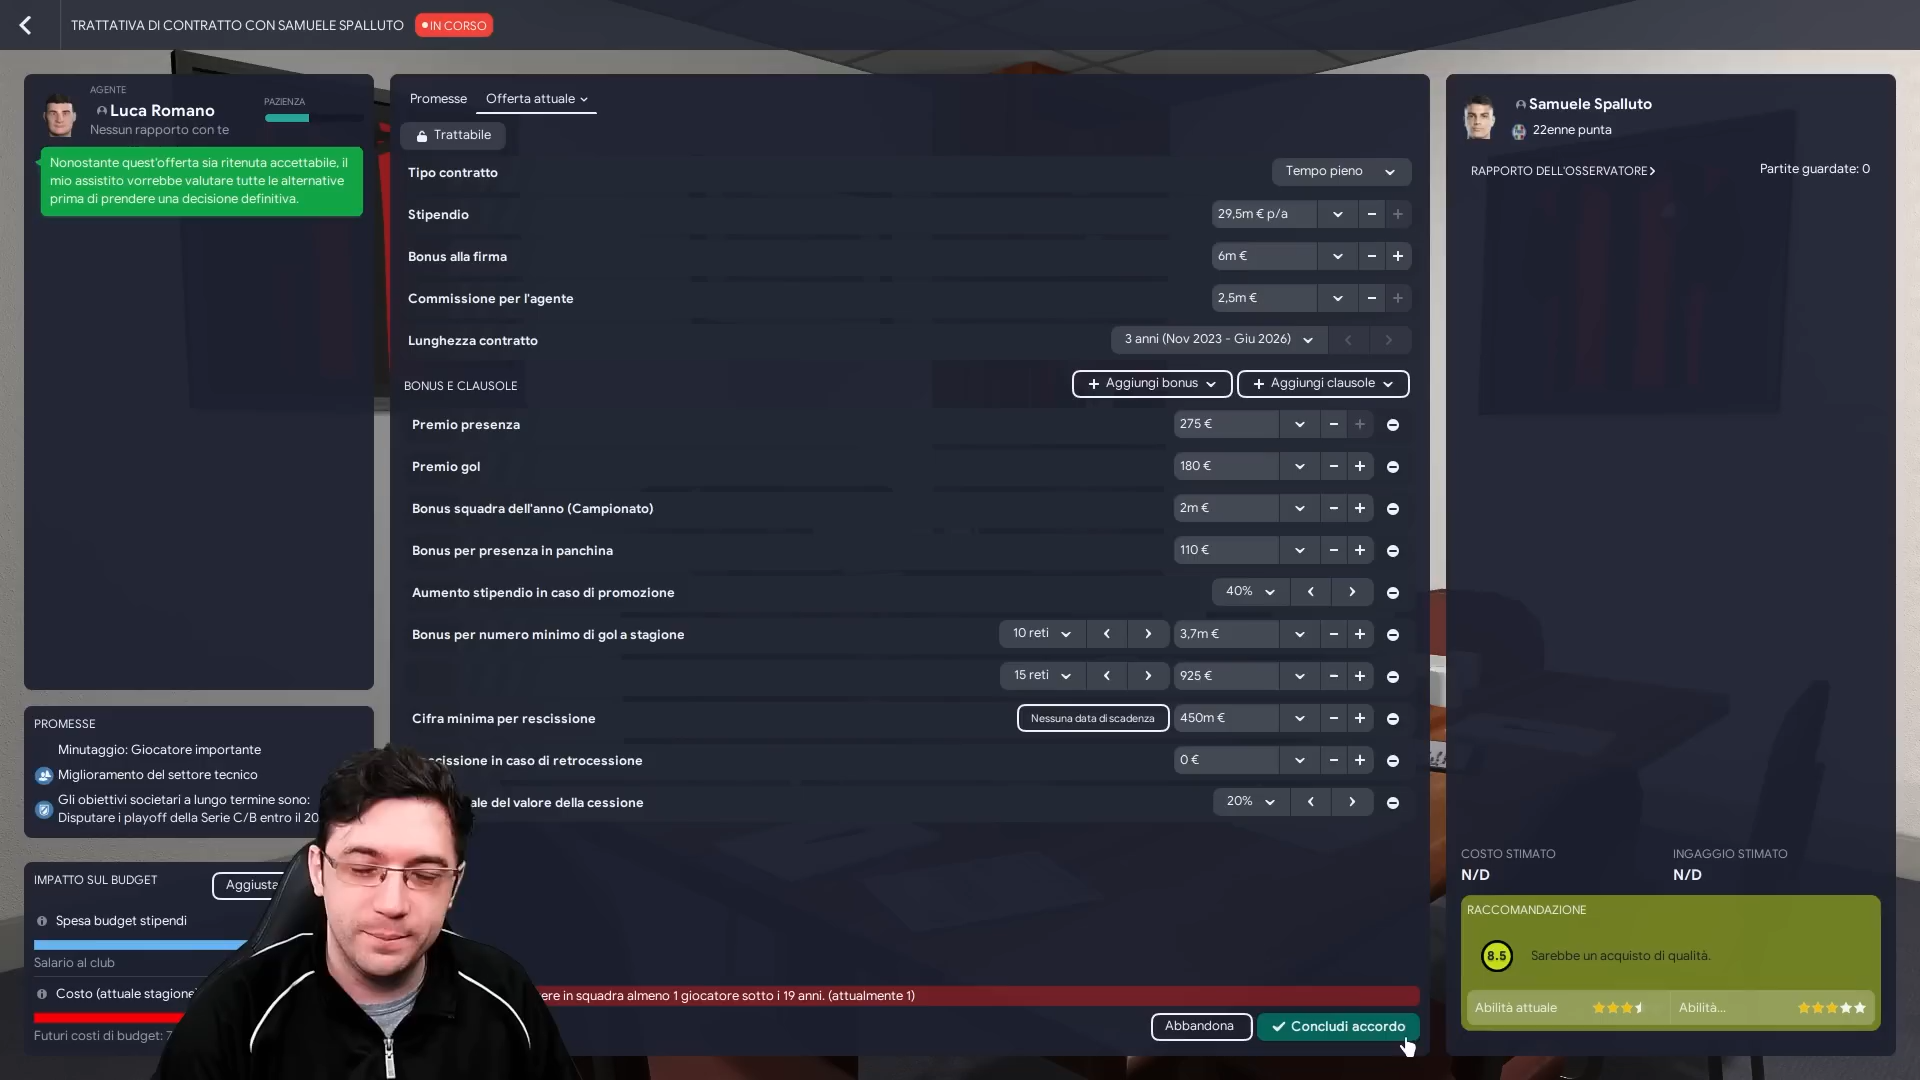 TRATTATIVA DI CONTRATTO CON SAMUELE SPALLUTO
IN CORSO
AGENTE
Luca Romano
Nessun rapporto con te
PAZIENZA
Nonostante quest'offerta sia ritenuta accettabile, il
mio assistito vorrebbe valutare tutte le alternative
prima di prendere una decisione definitiva.
PROMESSE
Minutaggio: Giocatore importante
Miglioramento del settore tecnico
Gli obiettivi societari a lungo termine sono:
Disputare i playoff della Serie C/B entro il 20
IMPATTO SUL BUDGET
Aggiusta
Spesa budget stipendi
Salario al club
Costo (attuale stagione
Futuri costi di budget:
Promesse
Offerta attuale
Trattabile
Tipo contratto
Tempo pieno
Stipendio
29,5m € p/a
Bonus alla firma
6m €
Commissione per l'agente
2,5m €
Lunghezza contratto
3 anni (Nov 2023 - Giu 2026)
BONUS E CLAUSOLE
+ Aggiungi bonus
+ Aggiungi clausole
Premio presenza
275 €
Premio gol
180 €
Bonus squadra dell'anno (Campionato)
2m €
Bonus per presenza in panchina
110 €
Aumento stipendio in caso di promozione
40%
Bonus per numero minimo di gol a stagione
10 reti
3,7m €
15 reti
925 €
Cifra minima per rescissione
Nessuna data di scadenza
450m €
cissione in caso di retrocessione
0 €
ale del valore della cessione
20%
ere in squadra almeno 1 giocatore sotto i 19 anni. (attualmente 1)
Abbandona
Concludi accordo
Samuele Spalluto
22enne punta
RAPPORTO DELL'OSSERVATORE
Partite guardate: 0
COSTO STIMATO
N/D
INGAGGIO STIMATO
N/D
RACCOMANDAZIONE
8.5
Sarebbe un acquisto di qualità.
Abilità attuale
Abilità...